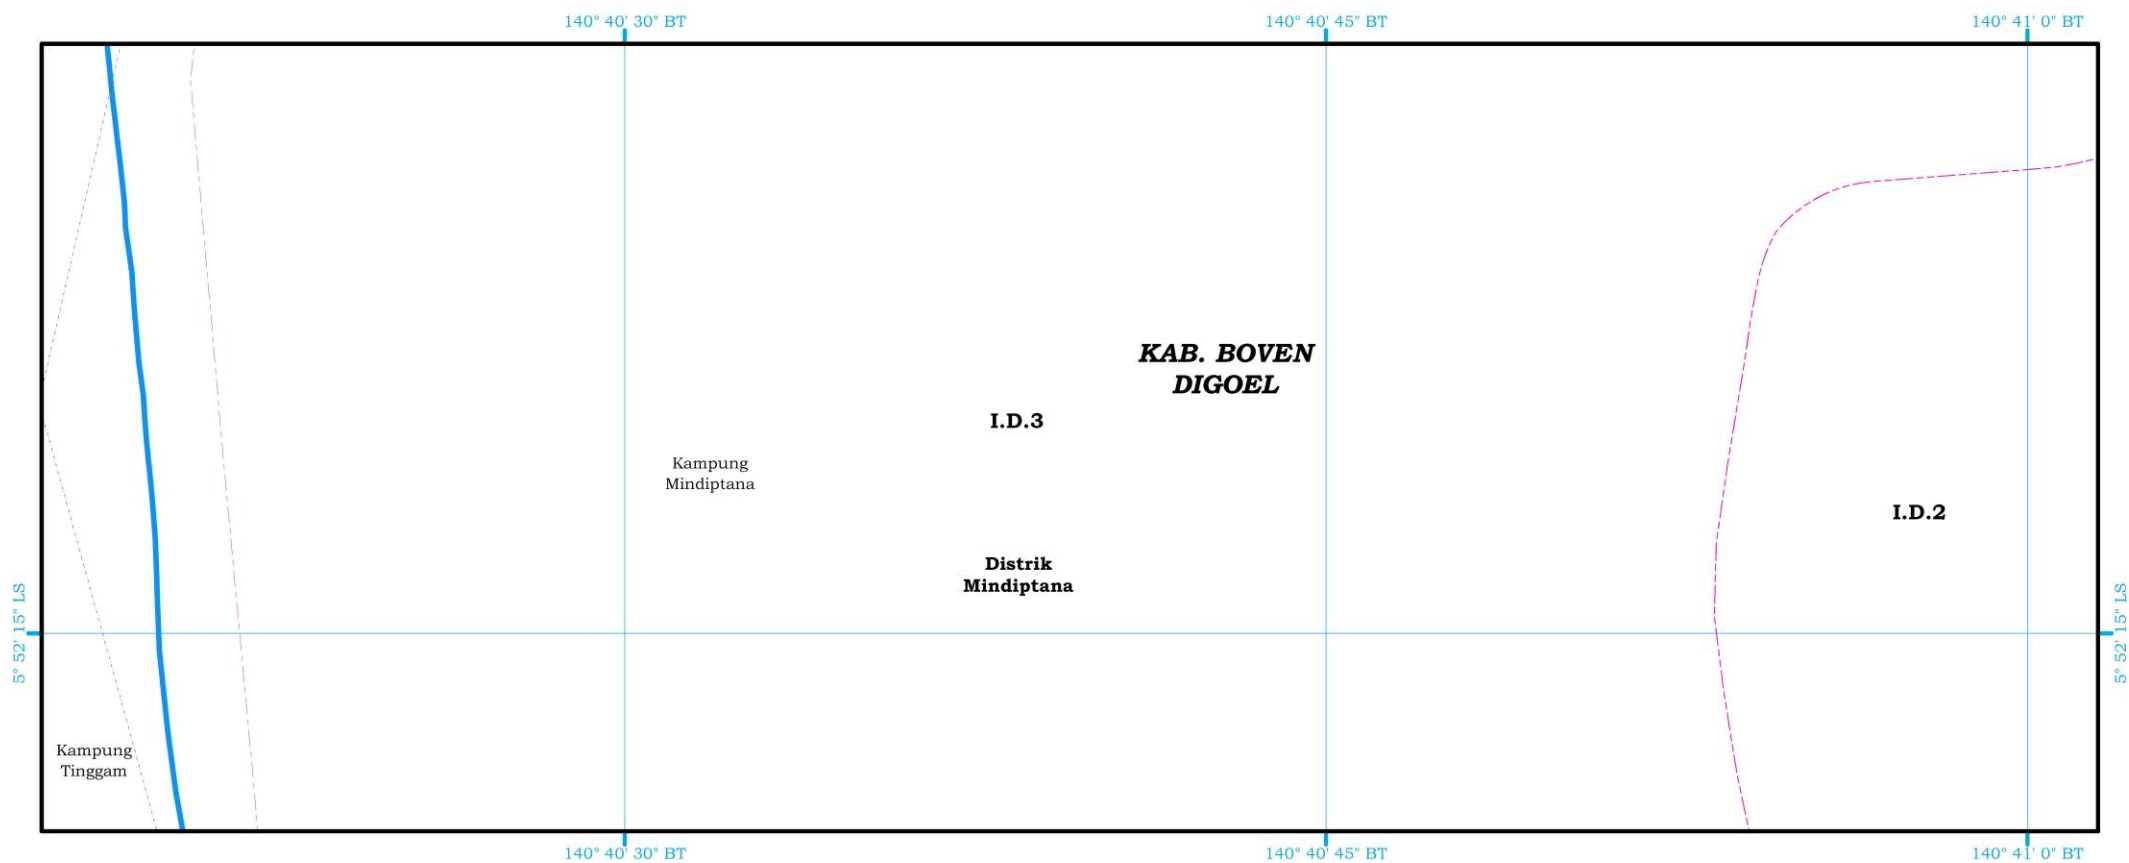 140° 40' 30" BT
140° 40' 45" BT
140° 41' 0" BT
KAB. BOVEN
DIGOEL
I.D.3
Kampung
Mindiptana
I.D.2
Distrik
Mindiptana
5° 52' 15" LS
5° 52' 15" LS
Kampung
Tinggam
140° 40' 30" BT
140° 40' 45" BT
140° 41' 0" BT